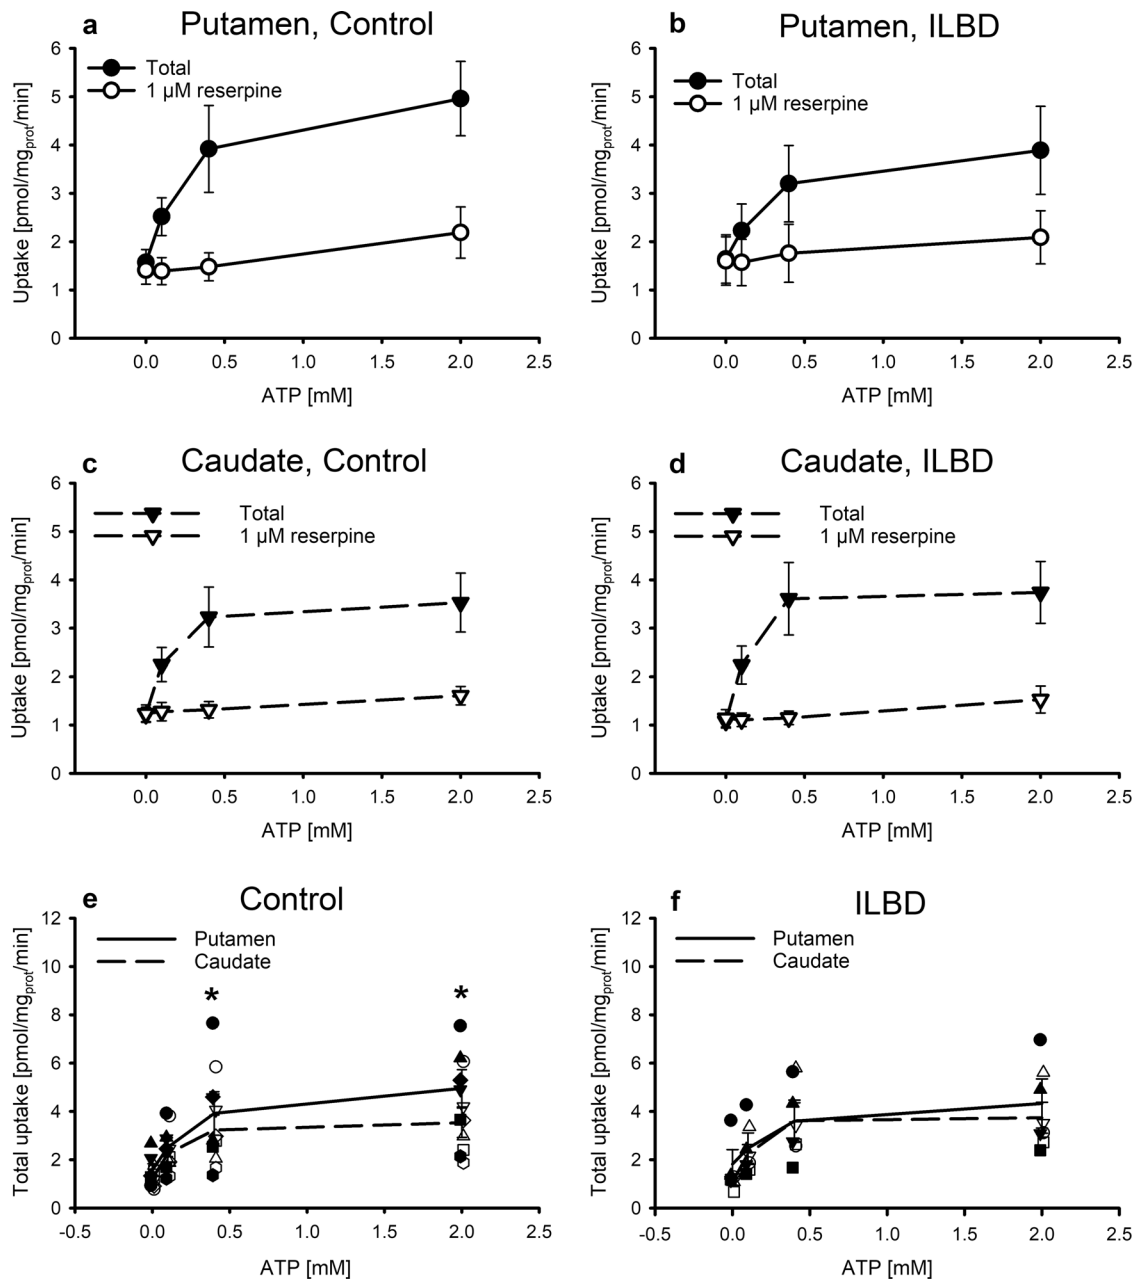 a Putamen, Control
Total
1 µM reserpine
6
5
4
3
2
1
0
Uptake [pmol/mgprot/min]
0.0 0.5 1.0 1.5 2.0 2.5
ATP [mM]
b Putamen, ILBD
Total
1 µM reserpine
6
5
4
3
2
1
0
Uptake [pmol/mgprot/min]
0.0 0.5 1.0 1.5 2.0 2.5
ATP [mM]
c Caudate, Control
Total
1 µM reserpine
6
5
4
3
2
1
0
Uptake [pmol/mgprot/min]
0.0 0.5 1.0 1.5 2.0 2.5
ATP [mM]
d Caudate, ILBD
Total
1 µM reserpine
6
5
4
3
2
1
0
Uptake [pmol/mgprot/min]
0.0 0.5 1.0 1.5 2.0 2.5
ATP [mM]
e Control
Putamen
Caudate
12
10
8
6
4
2
0
* *
Total uptake [pmol/mgprot/min]
-0.5 0.0 0.5 1.0 1.5 2.0 2.5
ATP [mM]
f ILBD
Putamen
Caudate
12
10
8
6
4
2
0
Total uptake [pmol/mgprot/min]
-0.5 0.0 0.5 1.0 1.5 2.0 2.5
ATP [mM]